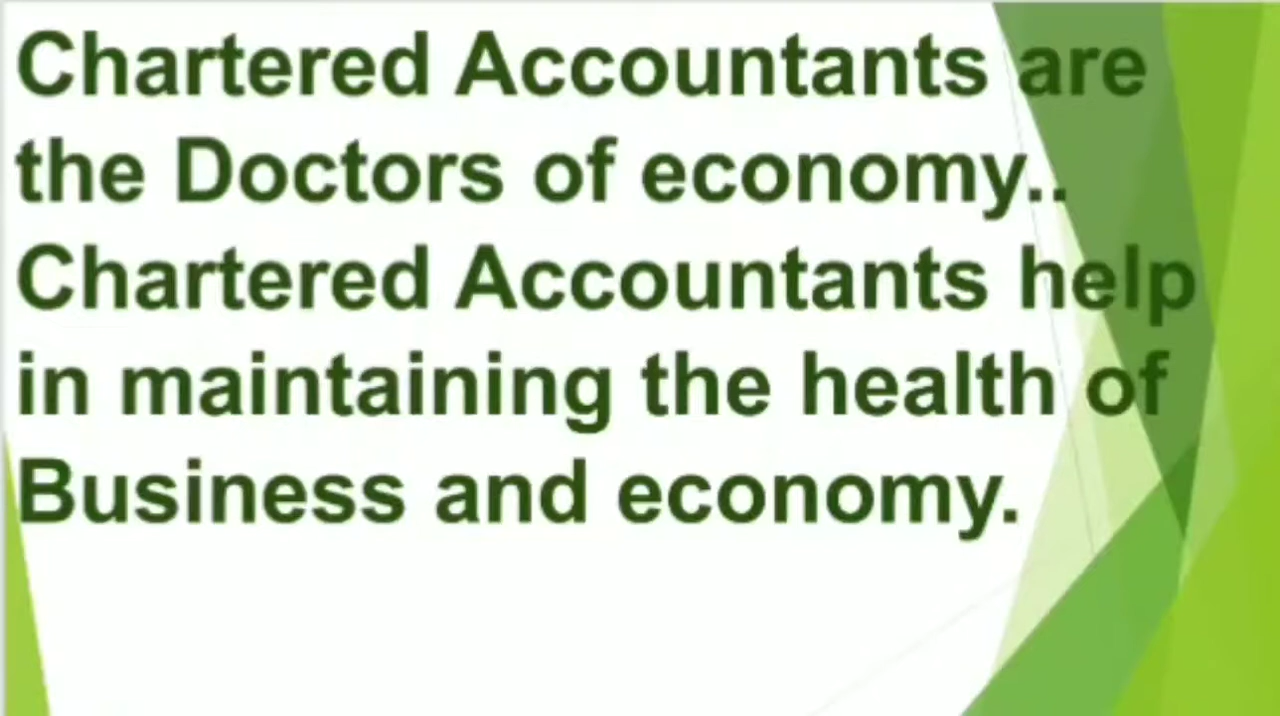 Chartered Accountants are
the Doctors of economy..
Chartered Accountants help
in maintaining the health of
Business and economy.